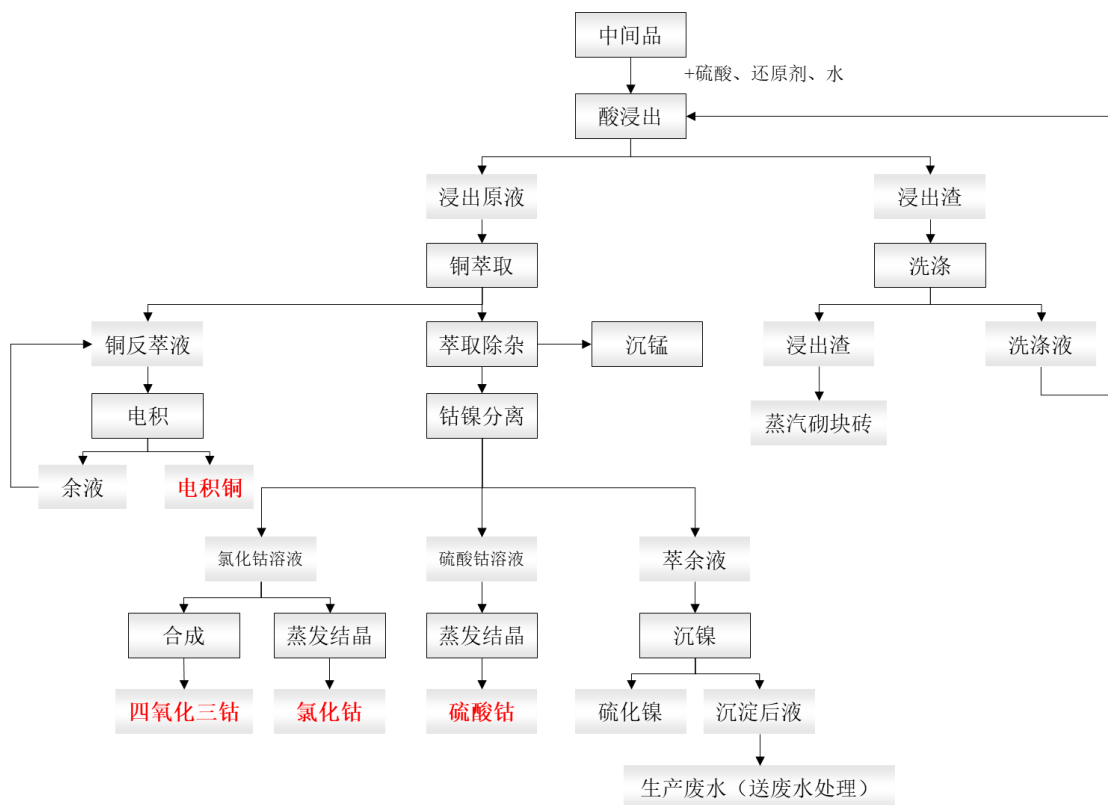 中间品
+硫酸、还原剂、水
酸浸出
浸出原液
浸出渣
铜萃取
洗涤
铜反萃液
萃取除杂
沉锰
浸出渣
洗涤液
电积
钴镍分离
蒸汽砌块砖
余液
电积铜
氯化钴溶液
硫酸钴溶液
萃余液
合成
蒸发结晶
蒸发结晶
沉镍
四氧化三钴
氯化钴
硫酸钴
硫化镍
沉淀后液
生产废水（送废水处理）